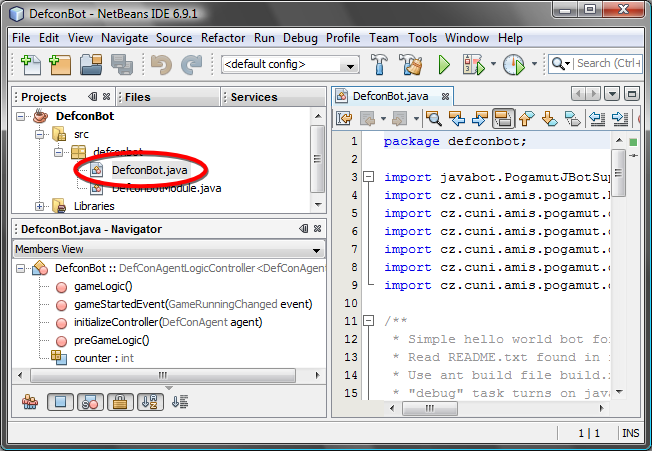 DefconBot - NetBeans IDE 6.9.1
File Edit View Navigate Source Refactor Run Debug Profile Team Tools Window Help
<default config>
Search (Ctrl+
Projects
Files
Services
DefconBot
src
defconbot
DefconBot.java
DefconBotModule.java
Libraries
DefconBot.java - Navigator
Members View
DefconBot :: DefConAgentLogicController<DefConAgent
gameLogic()
gameStartedEvent(GameRunningChanged event)
initializeController(DefConAgent agent)
preGameLogic()
counter : int
DefconBot.java
1 package defconbot;
2
3 import javabot.PogamutJBotSup
4 import cz.cuni.amis.pogamut.
5 import cz.cuni.amis.pogamut.
6 import cz.cuni.amis.pogamut.
7 import cz.cuni.amis.pogamut.
8 import cz.cuni.amis.pogamut.
9 import cz.cuni.amis.pogamut.
10
11 /**
12 * Simple hello world bot fo
13 * Read README.txt found in
14 * Use ant build file build.
15 * "debug" task turns on java
1 | 1 INS